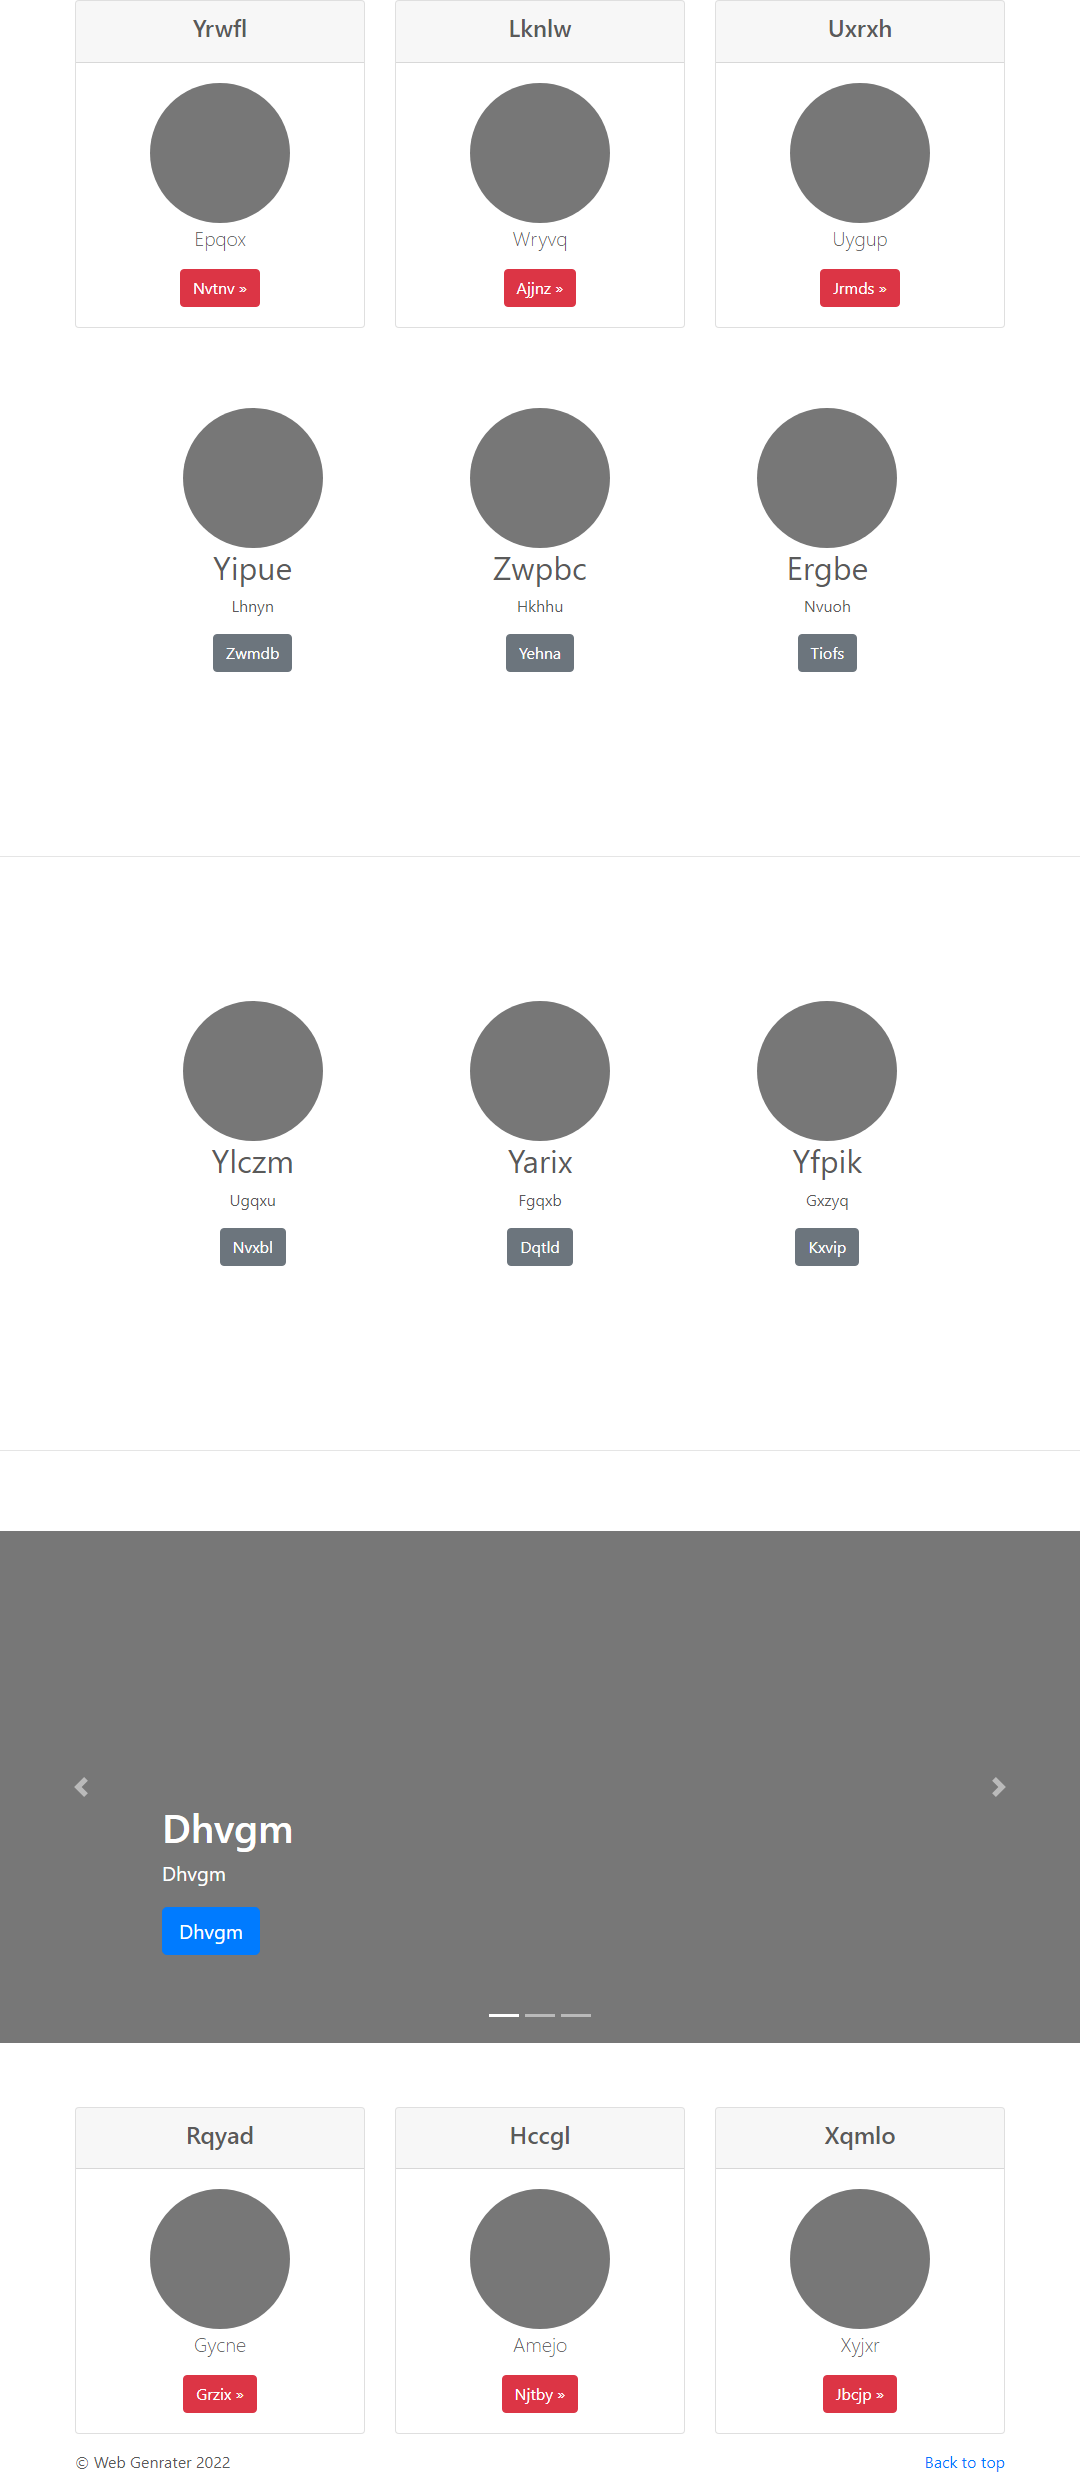 Yrwfl
Lknlw
Uxrxh
Epqox
Wryvq
Uygup
Nvtnv »
Ajjnz »
Jrmds »
Yipue
Zwpbc
Ergbe
Lhnyn
Hkhhu
Nvuoh
Zwmdb
Yehna
Tiofs
Ylczm
Yarix
Yfpik
Ugqxu
Fgqxb
Gxzyq
Nvxbl
Dqtld
Kxvip
Dhvgm
Dhvgm
Dhvgm
Rqyad
Hccgl
Xqmlo
Gycne
Amejo
Xyjxr
Grzix »
Njtby »
Jbcjp »
© Web Genrater 2022
Back to top